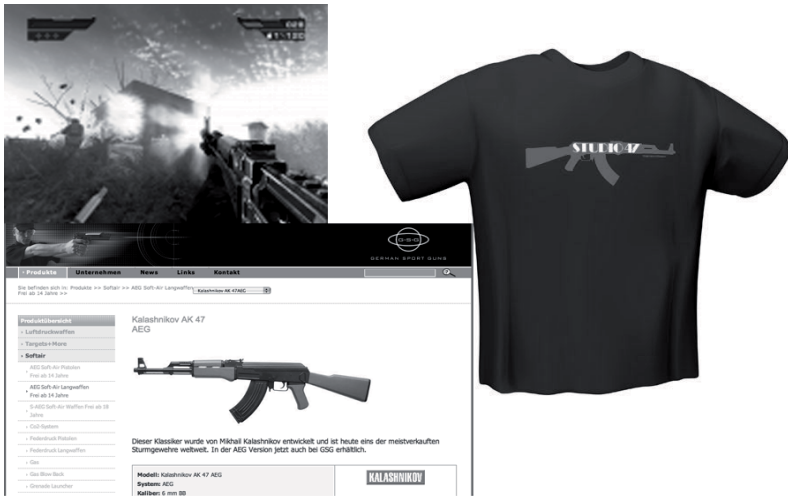 STUDIO47
GSG
GERMAN SPORT GUNS
Produkte Unternehmen News Links Kontakt
Sie befinden sich in: Produkte >> Softair >> AEG Soft-Air Langwaffen
Frei ab 14 Jahre >>
Kalashnikov AK 47AEG
Produktübersicht
Luftdruckwaffen
Targets+More
Softair
AEG Soft-Air-Pistolen
Frei ab 14 Jahre
AEG Soft-Air Langwaffen
Frei ab 14 Jahre
S-AEG Soft-Air Waffen Frei ab 18
Jahre
Co2-System
Federdruck Pistolen
Federdruck Langwaffen
Gas
Gas Blow Back
Grenade Launcher
Kalashnikov AK 47
AEG
Dieser Klassiker wurde von Mikhail Kalashnikov entwickelt und ist heute eins der meistverkauften
Sturmgewehre weltweit. In der AEG Version jetzt auch bei GSG erhältlich.
Modell: Kalashnikov AK 47 AEG
System: AEG
Kaliber: 6 mm BB
KALASHNIKOV